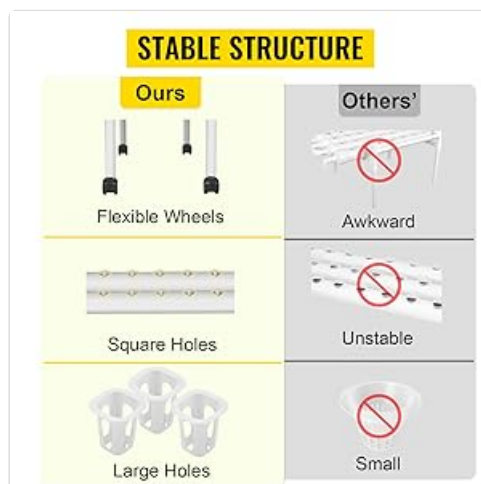 STABLE STRUCTURE
Ours
Others’
Flexible Wheels
Awkward
Square Holes
Unstable
Large Holes
Small